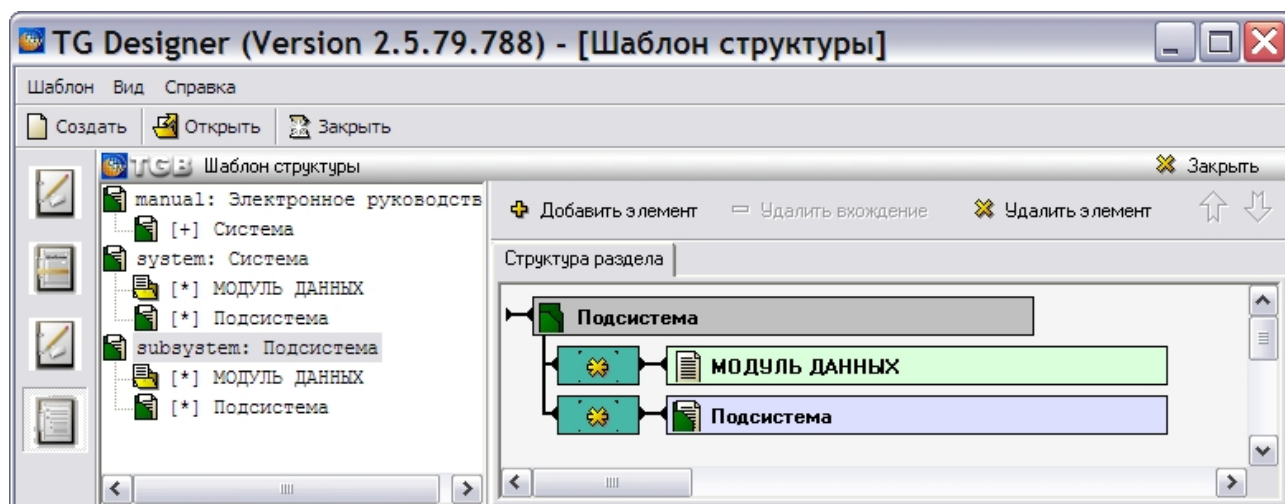 TG Designer (Version 2.5.79.788) - [Шаблон структуры]
Шаблон Вид Справка
Создать Открыть Закрыть
TGB Шаблон структуры Закрыть
manual: Электронное руководств
[+] Система
system: Система
[*] МОДУЛЬ ДАННЫХ
[*] Подсистема
subsystem: Подсистема
[*] МОДУЛЬ ДАННЫХ
[*] Подсистема
Добавить элемент Удалить вхождение Удалить элемент
Структура раздела
Подсистема
МОДУЛЬ ДАННЫХ
Подсистема